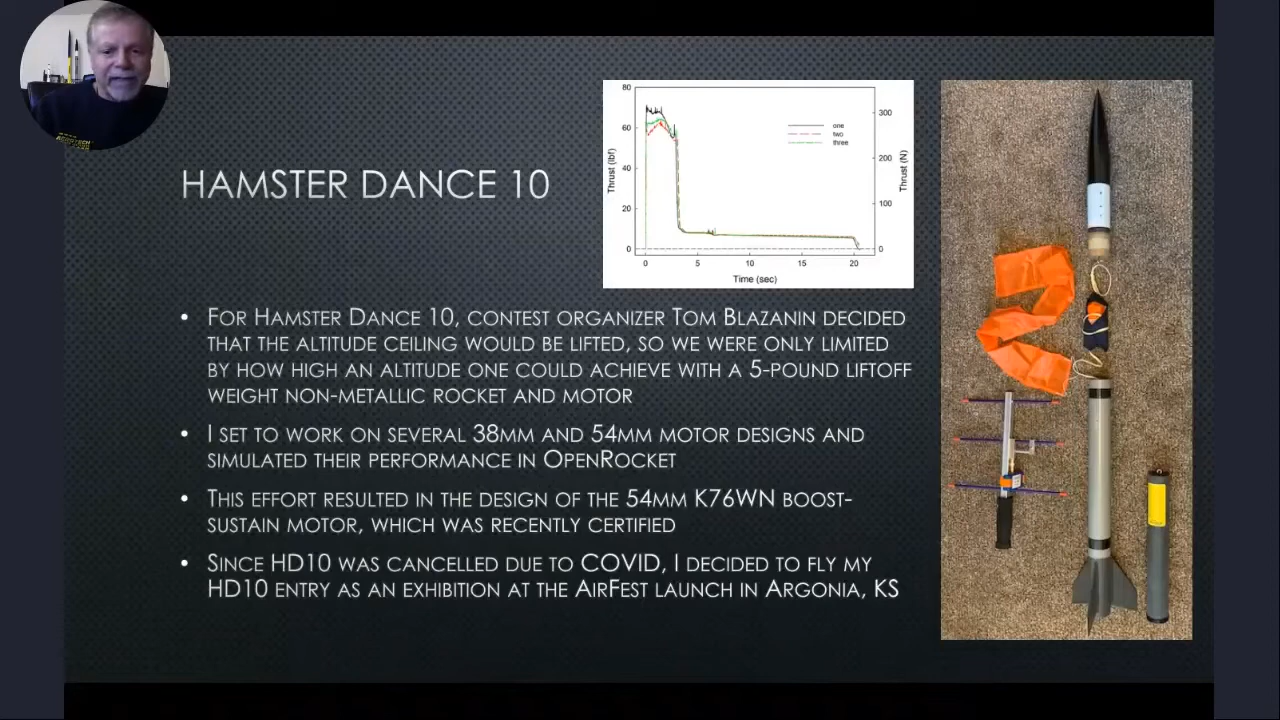 HAMSTER DANCE 10
80
60
40
20
0
Thrust (lbf)
one
two
three
300
200
100
0
Thrust (N)
0
5
10
15
20
Time (sec)
• FOR HAMSTER DANCE 10, CONTEST ORGANIZER TOM BLAZANIN DECIDED
THAT THE ALTITUDE CEILING WOULD BE LIFTED, SO WE WERE ONLY LIMITED
BY HOW HIGH AN ALTITUDE ONE COULD ACHIEVE WITH A 5-POUND LIFTOFF
WEIGHT NON-METALLIC ROCKET AND MOTOR
• I SET TO WORK ON SEVERAL 38MM AND 54MM MOTOR DESIGNS AND
SIMULATED THEIR PERFORMANCE IN OPENROCKET
• THIS EFFORT RESULTED IN THE DESIGN OF THE 54MM K76WN BOOST-
SUSTAIN MOTOR, WHICH WAS RECENTLY CERTIFIED
• SINCE HD10 WAS CANCELLED DUE TO COVID, I DECIDED TO FLY MY
HD10 ENTRY AS AN EXHIBITION AT THE AIRFEST LAUNCH IN ARGONIA, KS